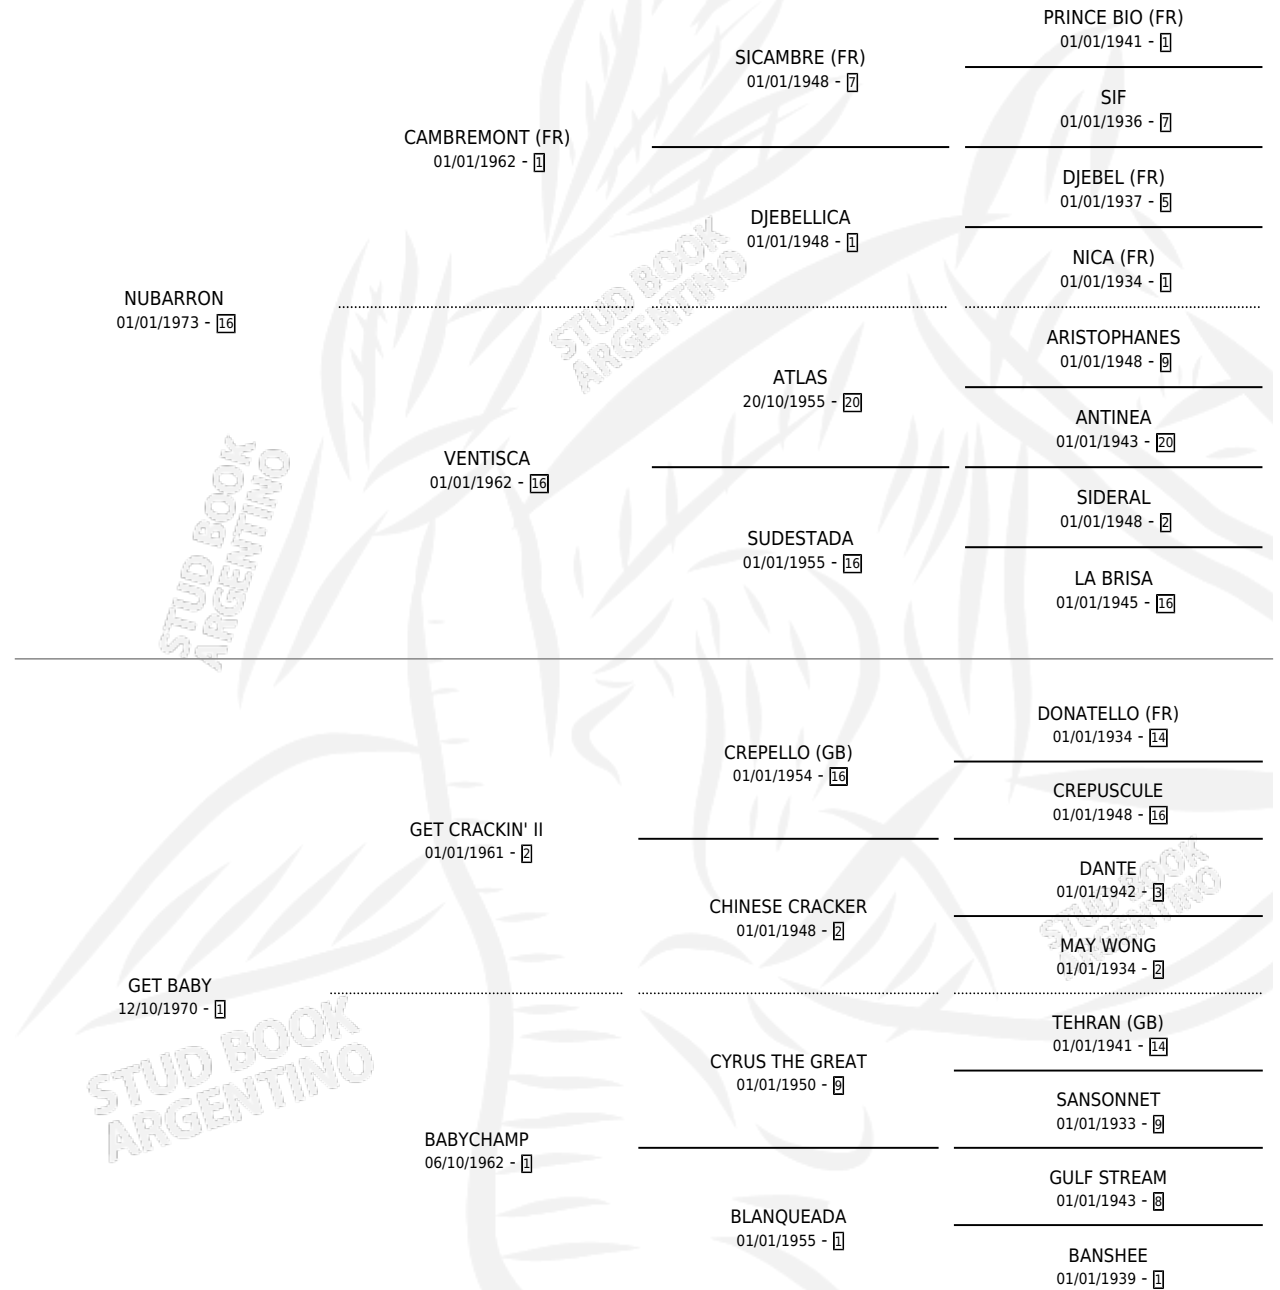 PRINCE BIO (FR)
01/01/1941 - 1
SICAMBRE (FR)
01/01/1948 - 7
SIF
01/01/1936 - 7
CAMBREMONT (FR)
01/01/1962 - 1
DJEBEL (FR)
01/01/1937 - 5
DJEBELLICA
01/01/1948 - 1
NICA (FR)
01/01/1934 - 1
NUBARRON
01/01/1973 - 16
ARISTOPHANES
01/01/1948 - 9
ATLAS
20/10/1955 - 20
ANTINEA
01/01/1943 - 20
VENTISCA
01/01/1962 - 16
SIDERAL
01/01/1948 - 2
SUDESTADA
01/01/1955 - 16
LA BRISA
01/01/1945 - 16
DONATELLO (FR)
01/01/1934 - 14
CREPELLO (GB)
01/01/1954 - 16
CREPUSCULE
01/01/1948 - 16
GET CRACKIN' II
01/01/1961 - 2
DANTE
01/01/1942 - 3
CHINESE CRACKER
01/01/1948 - 2
MAY WONG
01/01/1934 - 2
GET BABY
12/10/1970 - 1
TEHRAN (GB)
01/01/1941 - 14
CYRUS THE GREAT
01/01/1950 - 9
SANSONNET
01/01/1933 - 9
BABYCHAMP
06/10/1962 - 1
GULF STREAM
01/01/1943 - 8
BLANQUEADA
01/01/1955 - 1
BANSHEE
01/01/1939 - 1
STUD BOOK
ARGENTINO
STUD BOOK
ARGENTINO
STUD BOOK
ARGENTINO
STUD BOOK
ARGENTINO